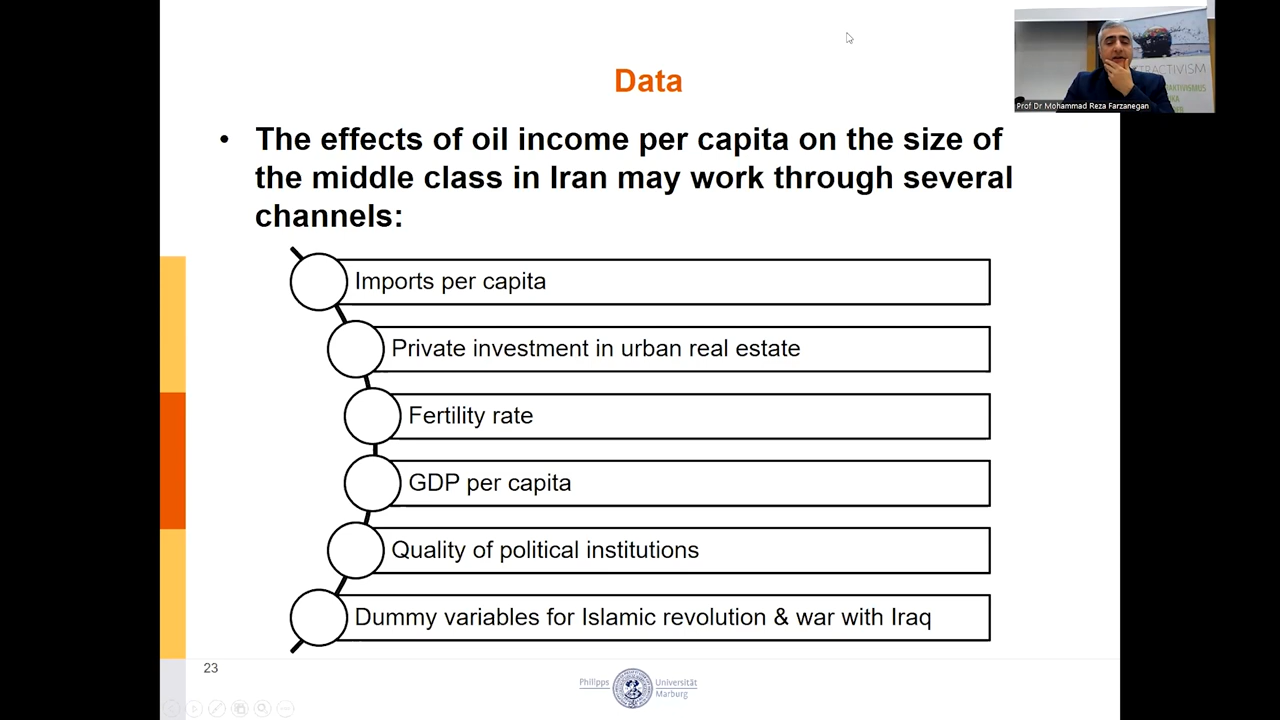 Data
• The effects of oil income per capita on the size of
the middle class in Iran may work through several
channels:
Imports per capita
Private investment in urban real estate
Fertility rate
GDP per capita
Quality of political institutions
Dummy variables for Islamic revolution & war with Iraq
23
Philipps Universität
Marburg
TRACTIVISM
Prof Dr Mohammad Reza Farzanegan